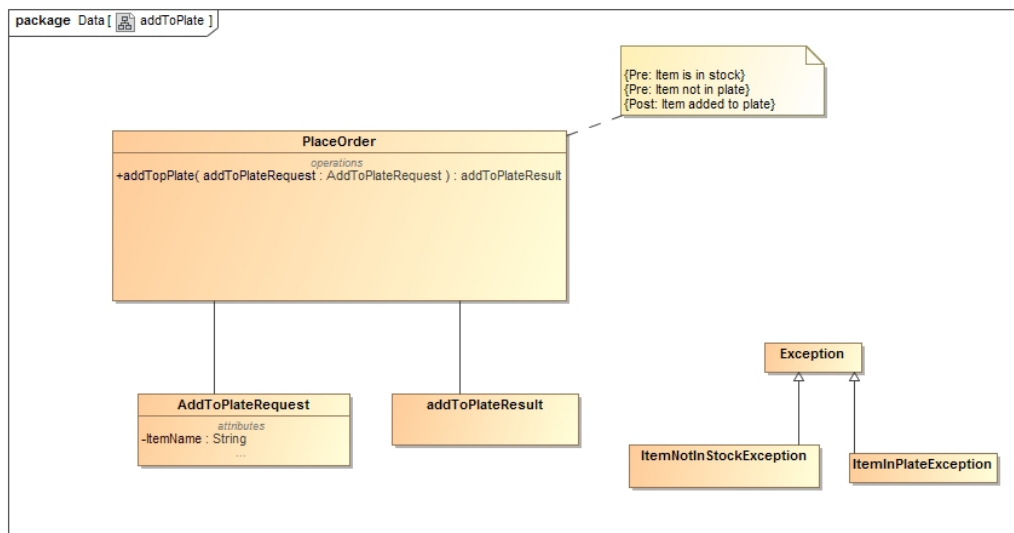 package Data [ addToPlate ]
{Pre: Item is in stock}
{Pre: Item not in plate}
{Post: Item added to plate}
PlaceOrder
operations
+addTopPlate( addToPlateRequest : AddToPlateRequest ) : addToPlateResult
Exception
AddToPlateRequest
attributes
-ItemName : String
...
addToPlateResult
ItemNotInStockException
ItemInPlateException